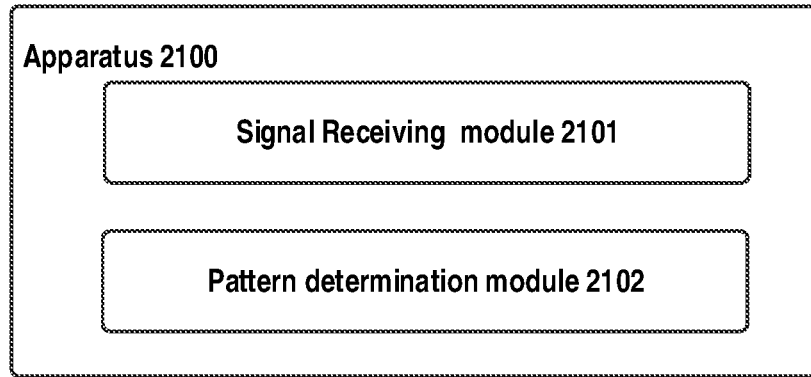 Apparatus 2100
Signal Receiving module 2101
Pattern determination module 2102